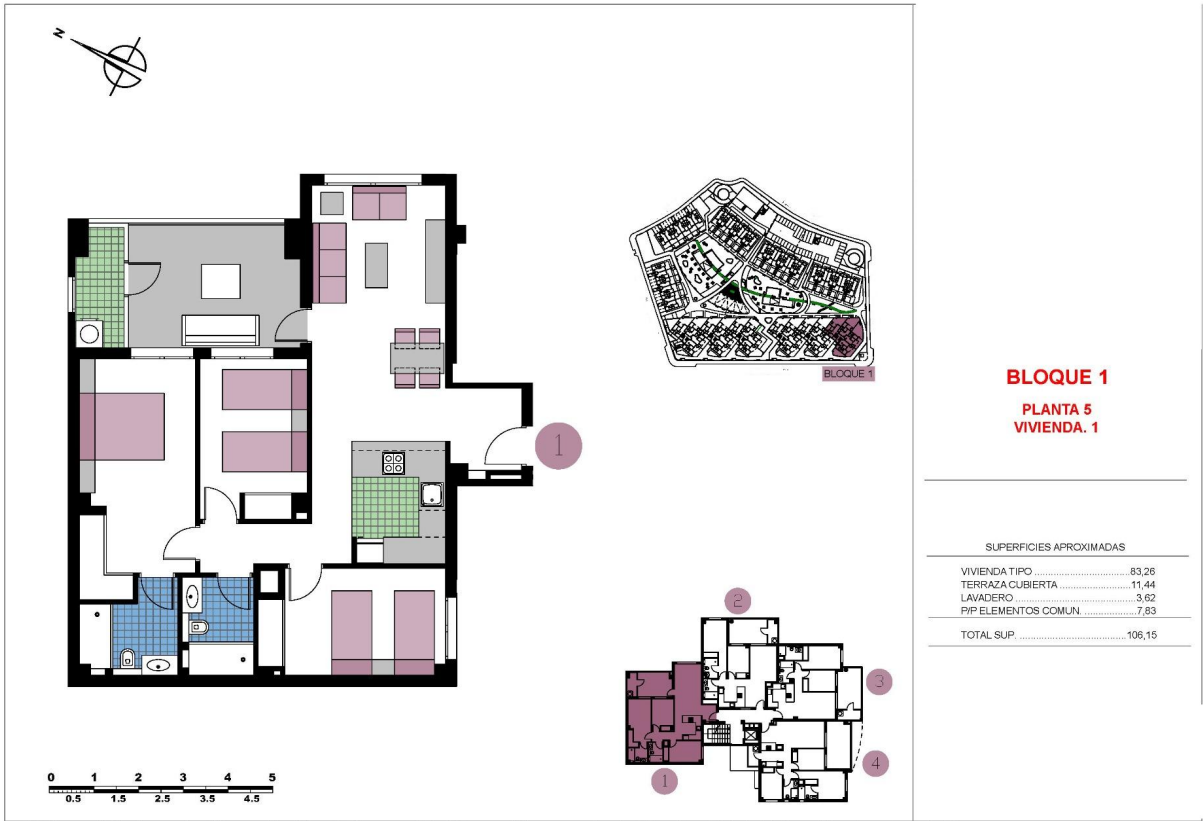 N
1
BLOQUE 1
BLOQUE 1
PLANTA 5
VIVIENDA. 1
SUPERFICIES APROXIMADAS
VIVIENDA TIPO ............................ 83,26
TERRAZA CUBIERTA ........................ 11,44
LAVADERO ................................ 3,62
P/P ELEMENTOS COMUN. .................... 7,83
TOTAL SUP. .............................. 106,15
2
3
4
1
0 1 2 3 4 5
0.5 1.5 2.5 3.5 4.5